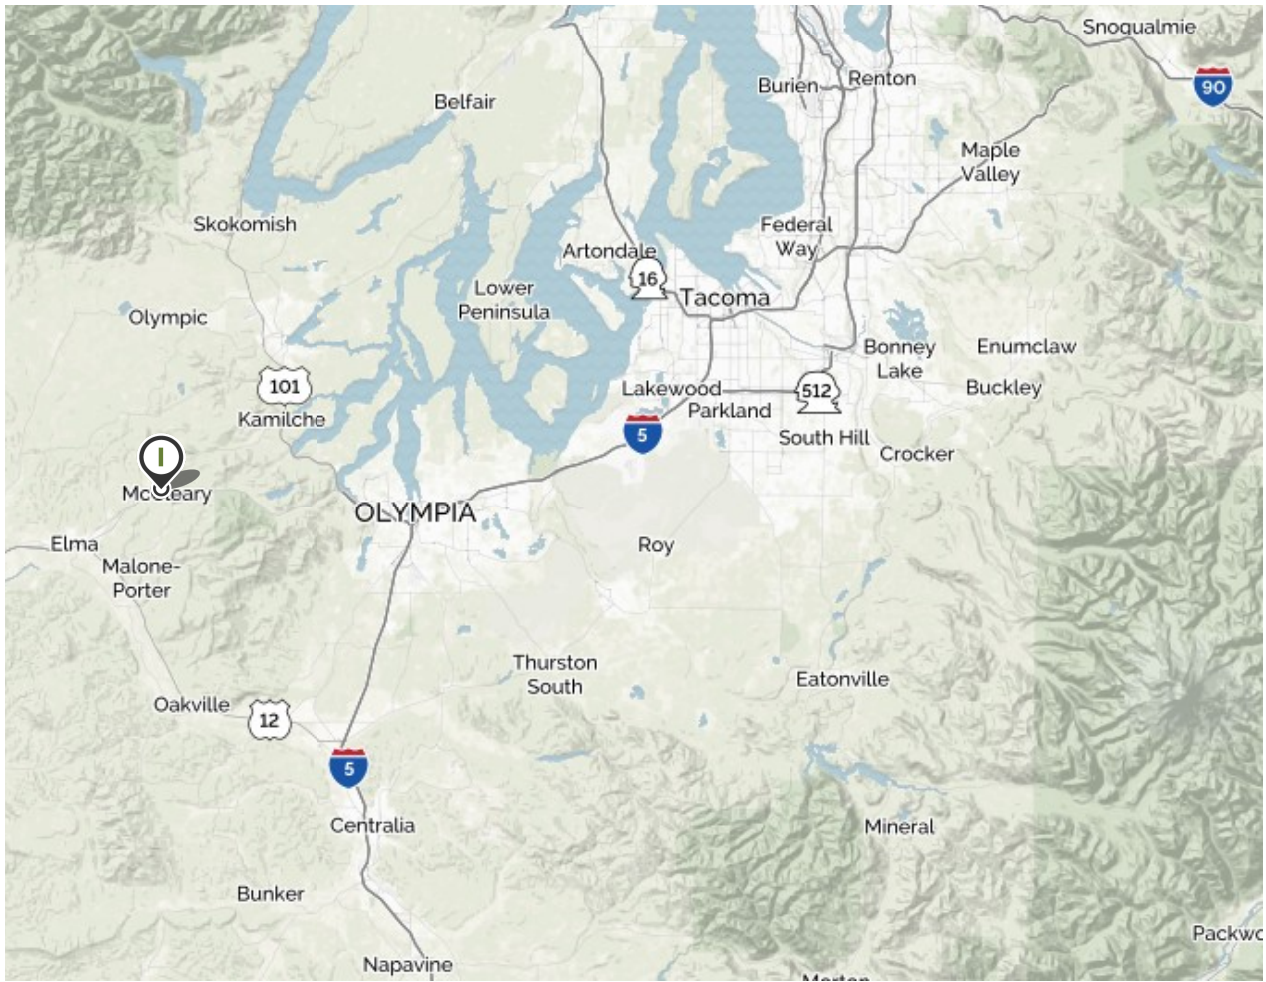 Snoqualmie
Burien
Renton
90
Belfair
Maple
Valley
Skokomish
Federal
Way
Artondale
16
Lower
Peninsula
Tacoma
Olympic
Bonney
Lake
Enumclaw
101
Lakewood
512
Buckley
Kamilche
Parkland
5
South Hill
Crocker
I
McCleary
OLYMPIA
Elma
Roy
Malone-
Porter
Thurston
South
Eatonville
Oakville
12
5
Centralia
Mineral
Bunker
Packwo
Napavine